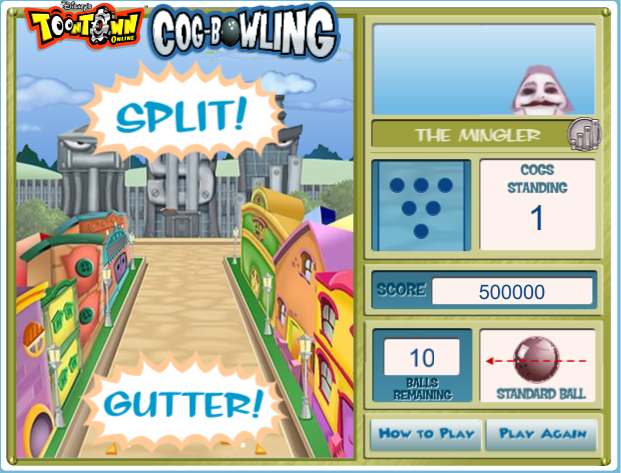 Disney's
TOONTOWN
ONLINE
COG-BOWLING
SPLIT!
GUTTER!
THE MINGLER
COGS
STANDING
1
SCORE
500000
10
BALLS
REMAINING
STANDARD BALL
HOW TO PLAY
PLAY AGAIN